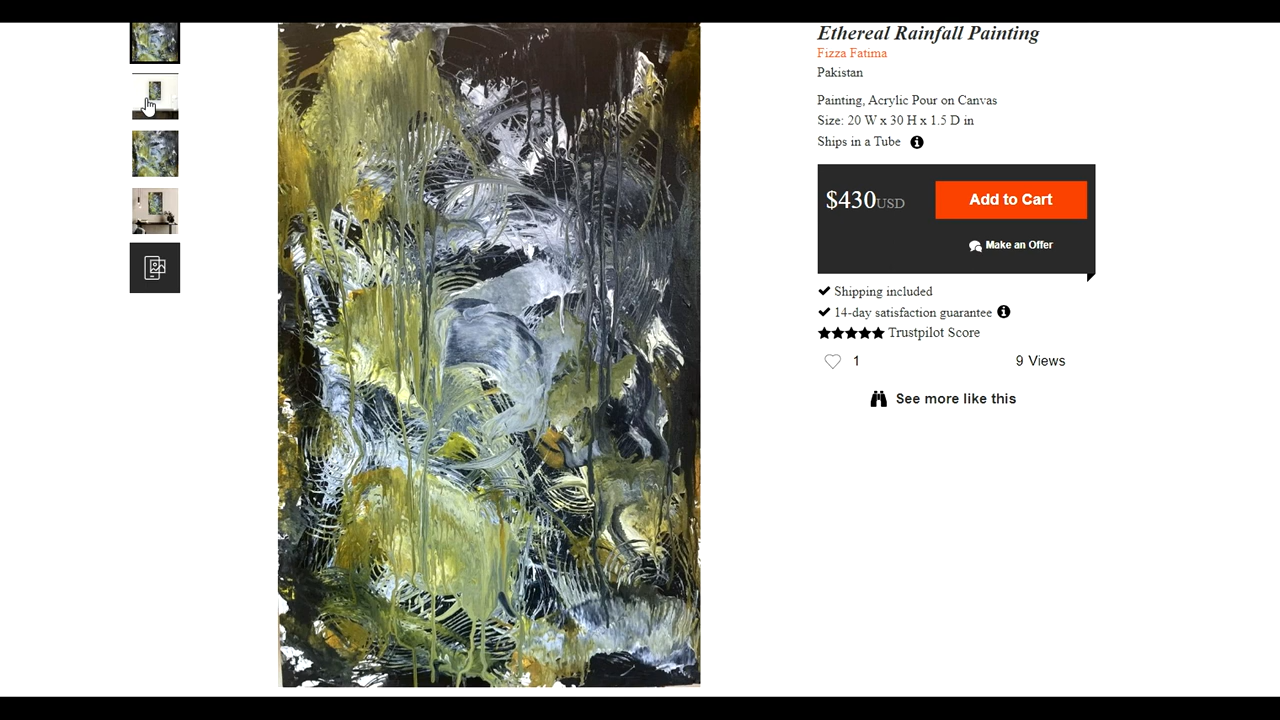 Ethereal Rainfall Painting
Fizza Fatima
Pakistan
Painting, Acrylic Pour on Canvas
Size: 20 W x 30 H x 1.5 D in
Ships in a Tube
$430USD
Add to Cart
Make an Offer
Shipping included
14-day satisfaction guarantee
Trustpilot Score
1
9 Views
See more like this